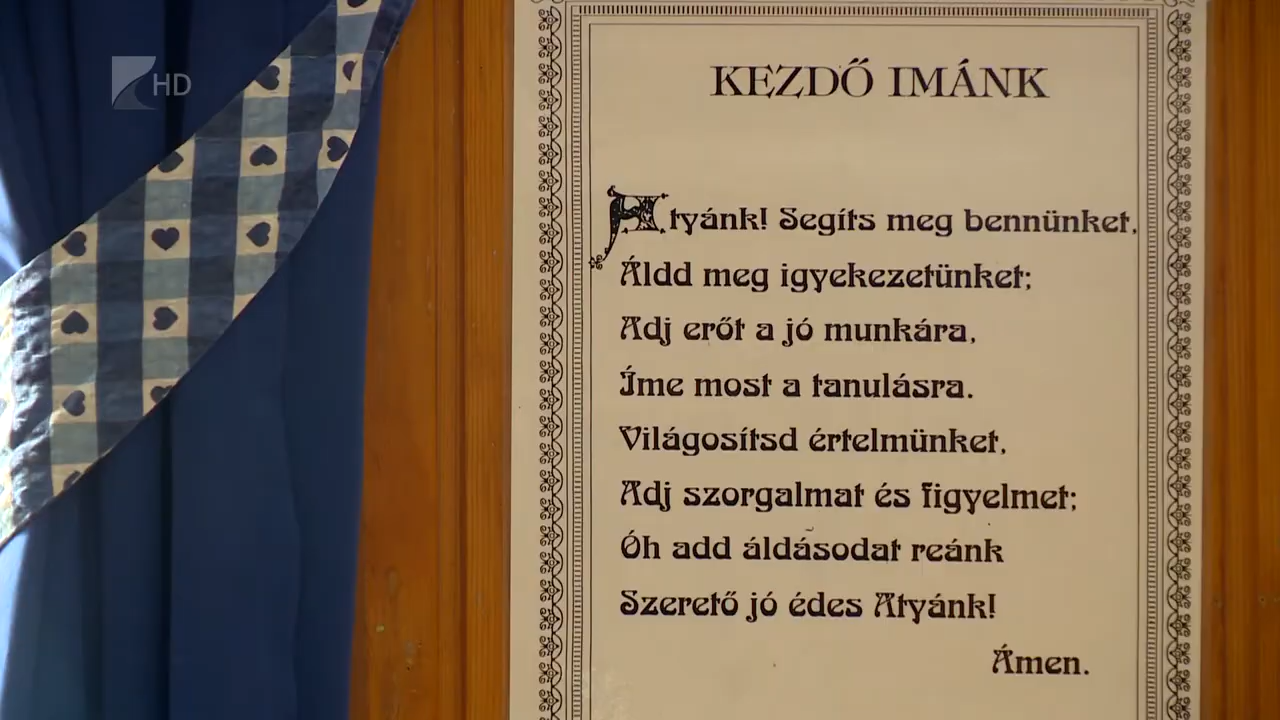 HD
KEZDŐ IMÁNK
Atyánk! Segíts meg bennünket,
Áldd meg igyekezetünket;
Adj erőt a jó munkára,
Íme most a tanulásra.
Világosítsd értelmünket,
Adj szorgalmat és figyelmet;
Óh add áldásodat reánk
Szerető jó édes Atyánk!
Ámen.